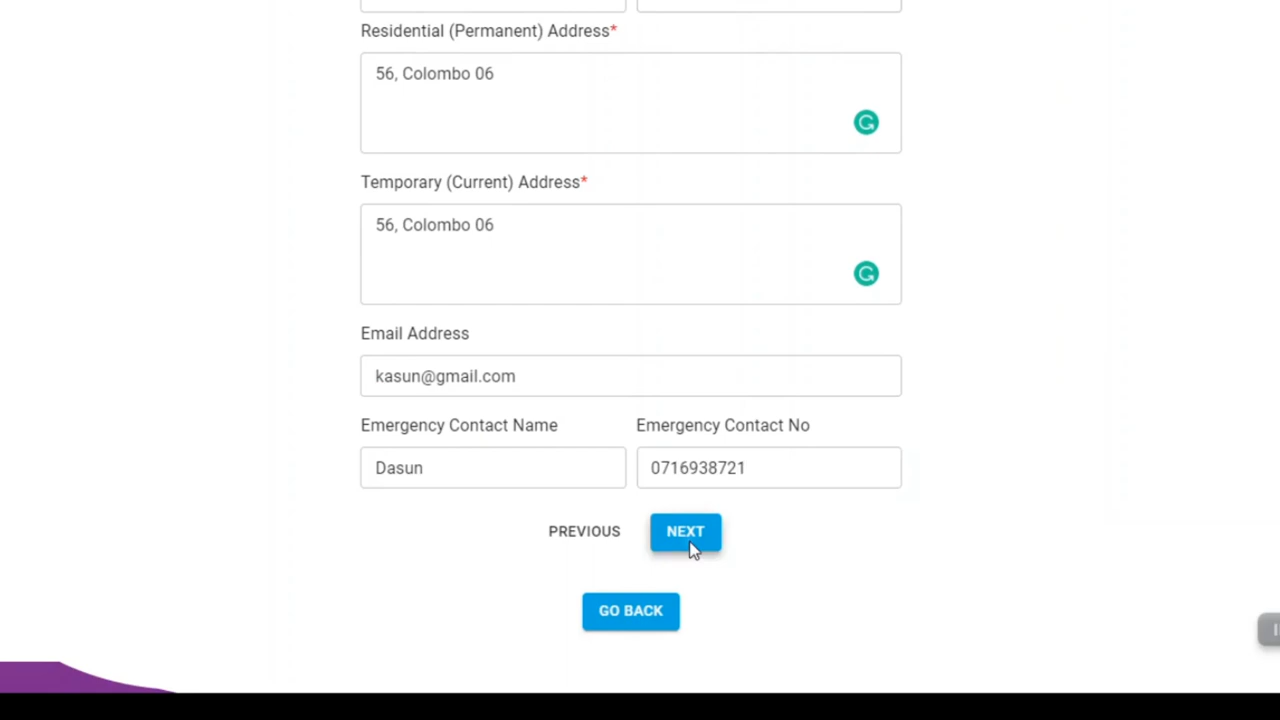 Residential (Permanent) Address*
56, Colombo 06
Temporary (Current) Address*
56, Colombo 06
Email Address
kasun@gmail.com
Emergency Contact Name Emergency Contact No
Dasun 0716938721
PREVIOUS NEXT
GO BACK